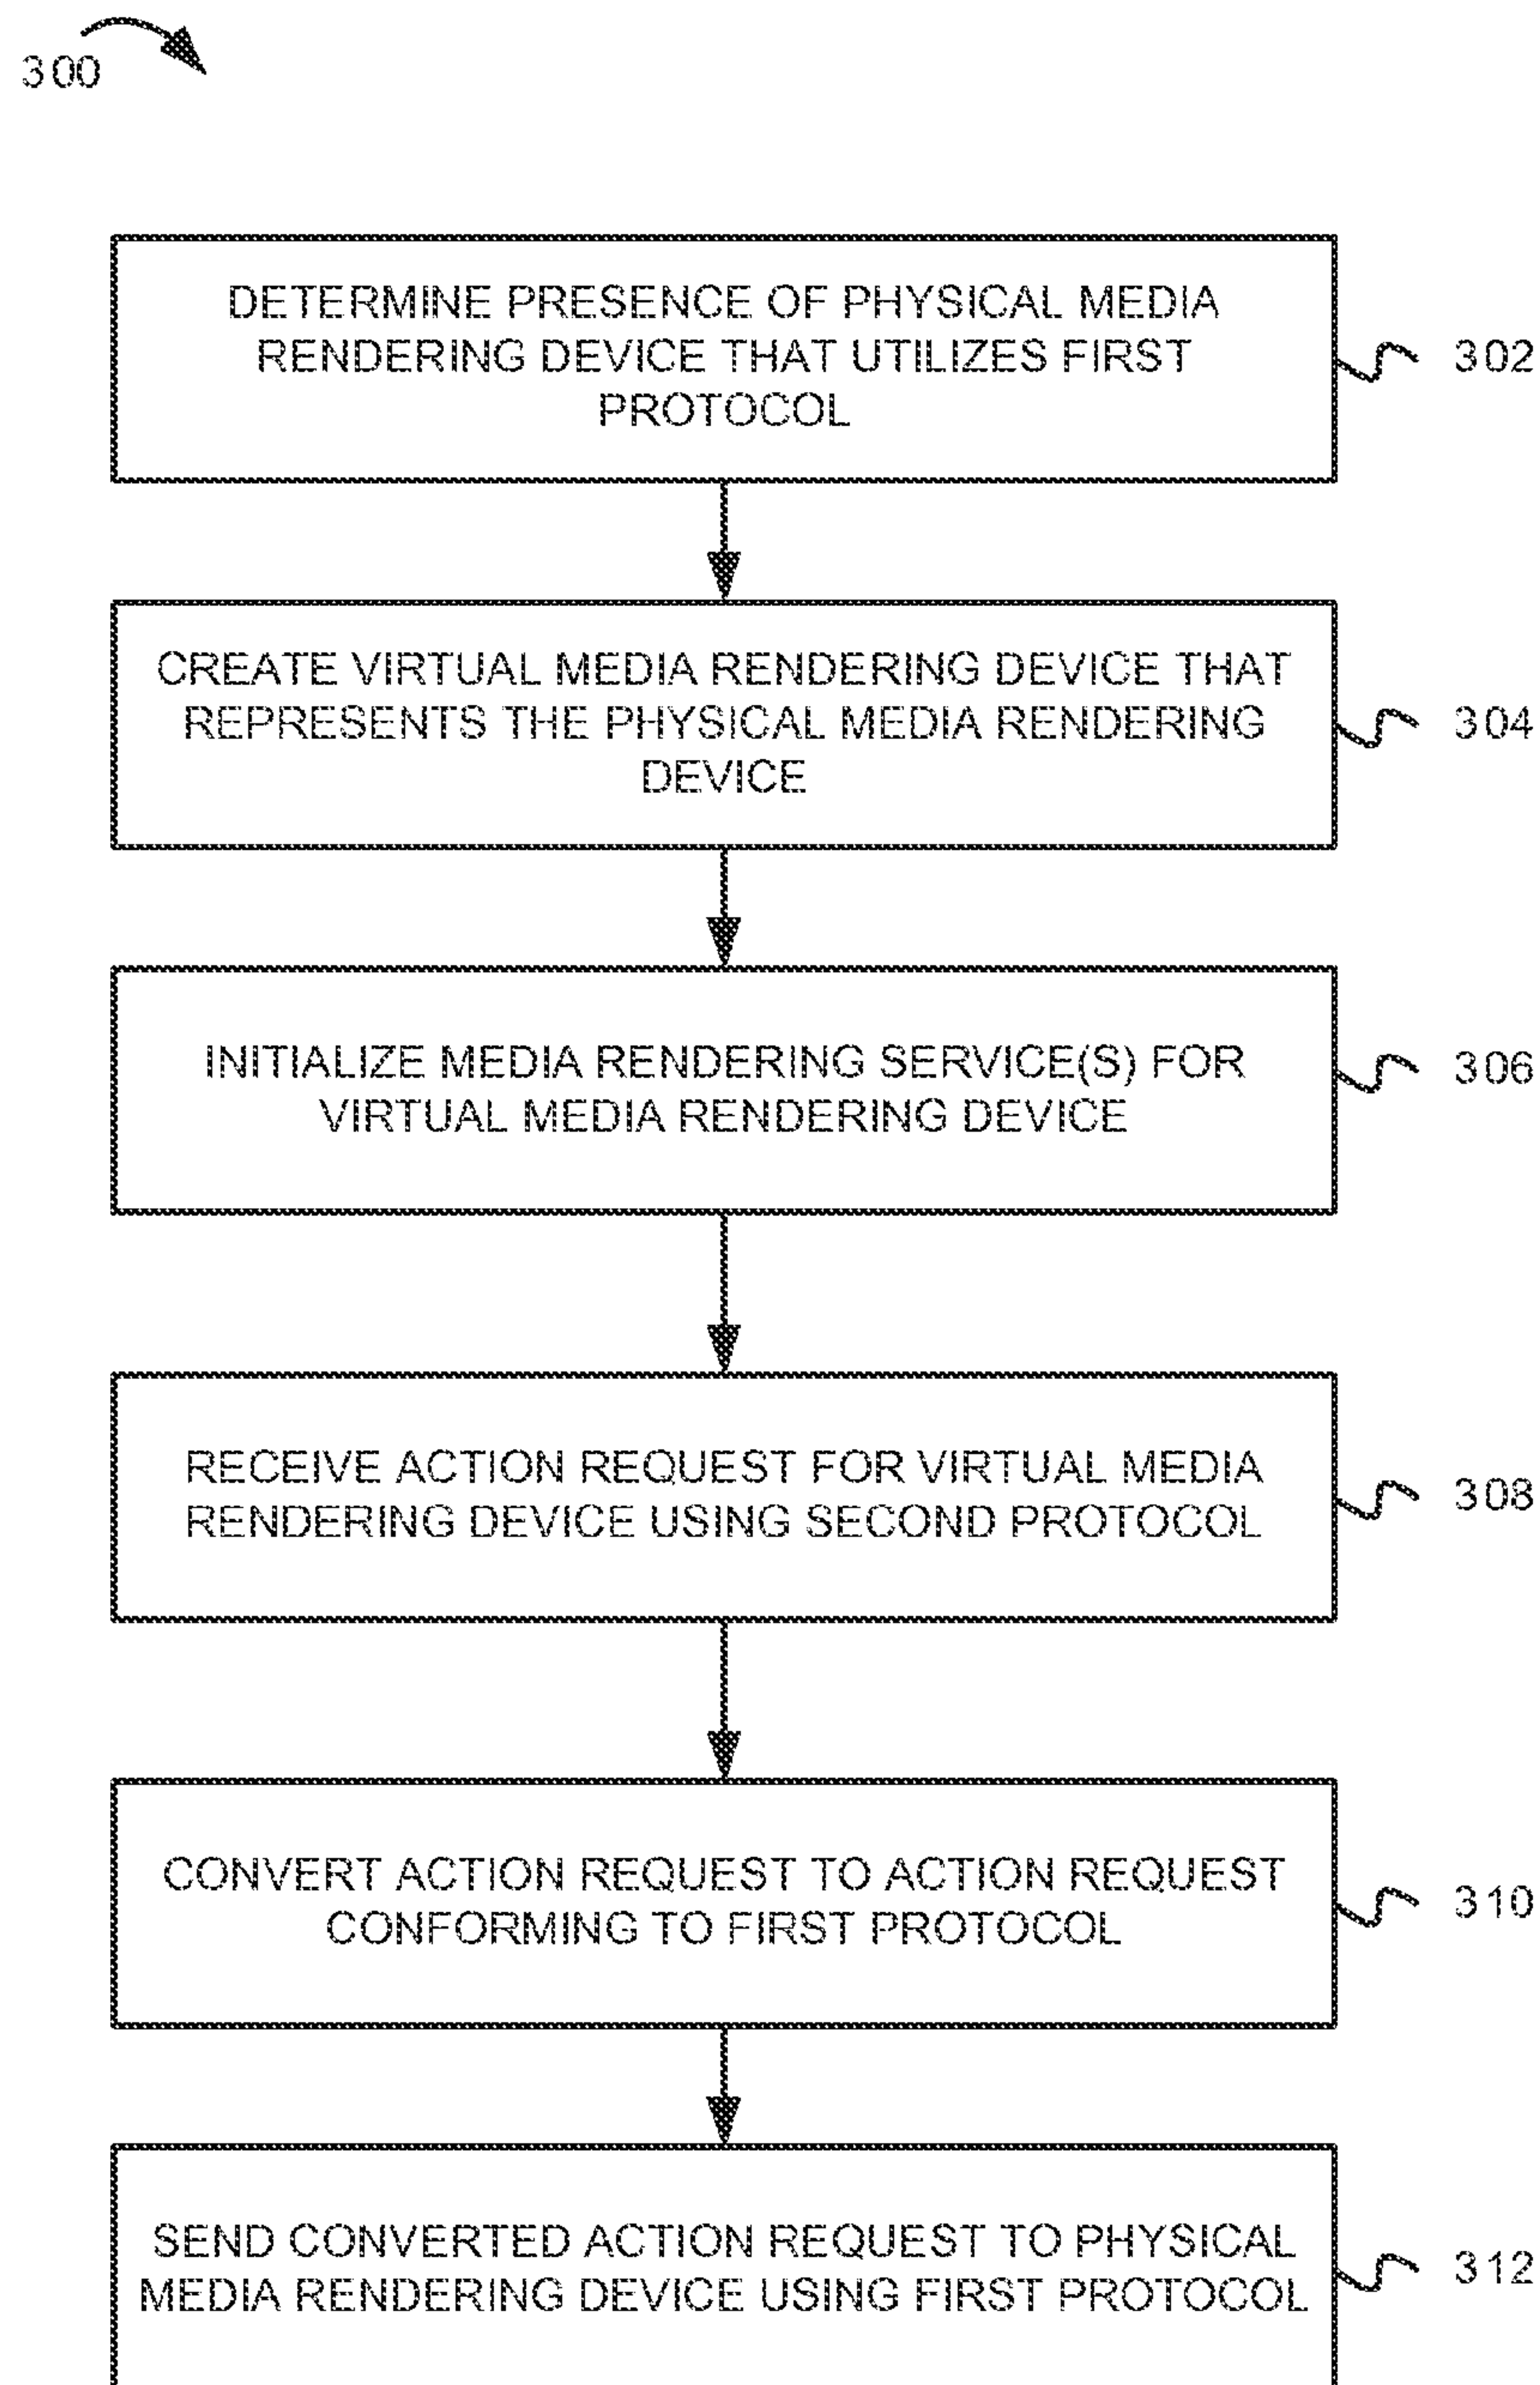 300
DETERMINE PRESENCE OF PHYSICAL MEDIA
RENDERING DEVICE THAT UTILIZES FIRST
PROTOCOL
302
CREATE VIRTUAL MEDIA RENDERING DEVICE THAT
REPRESENTS THE PHYSICAL MEDIA RENDERING
DEVICE
304
INITIALIZE MEDIA RENDERING SERVICE(S) FOR
VIRTUAL MEDIA RENDERING DEVICE
306
RECEIVE ACTION REQUEST FOR VIRTUAL MEDIA
RENDERING DEVICE USING SECOND PROTOCOL
308
CONVERT ACTION REQUEST TO ACTION REQUEST
CONFORMING TO FIRST PROTOCOL
310
SEND CONVERTED ACTION REQUEST TO PHYSICAL
MEDIA RENDERING DEVICE USING FIRST PROTOCOL
312